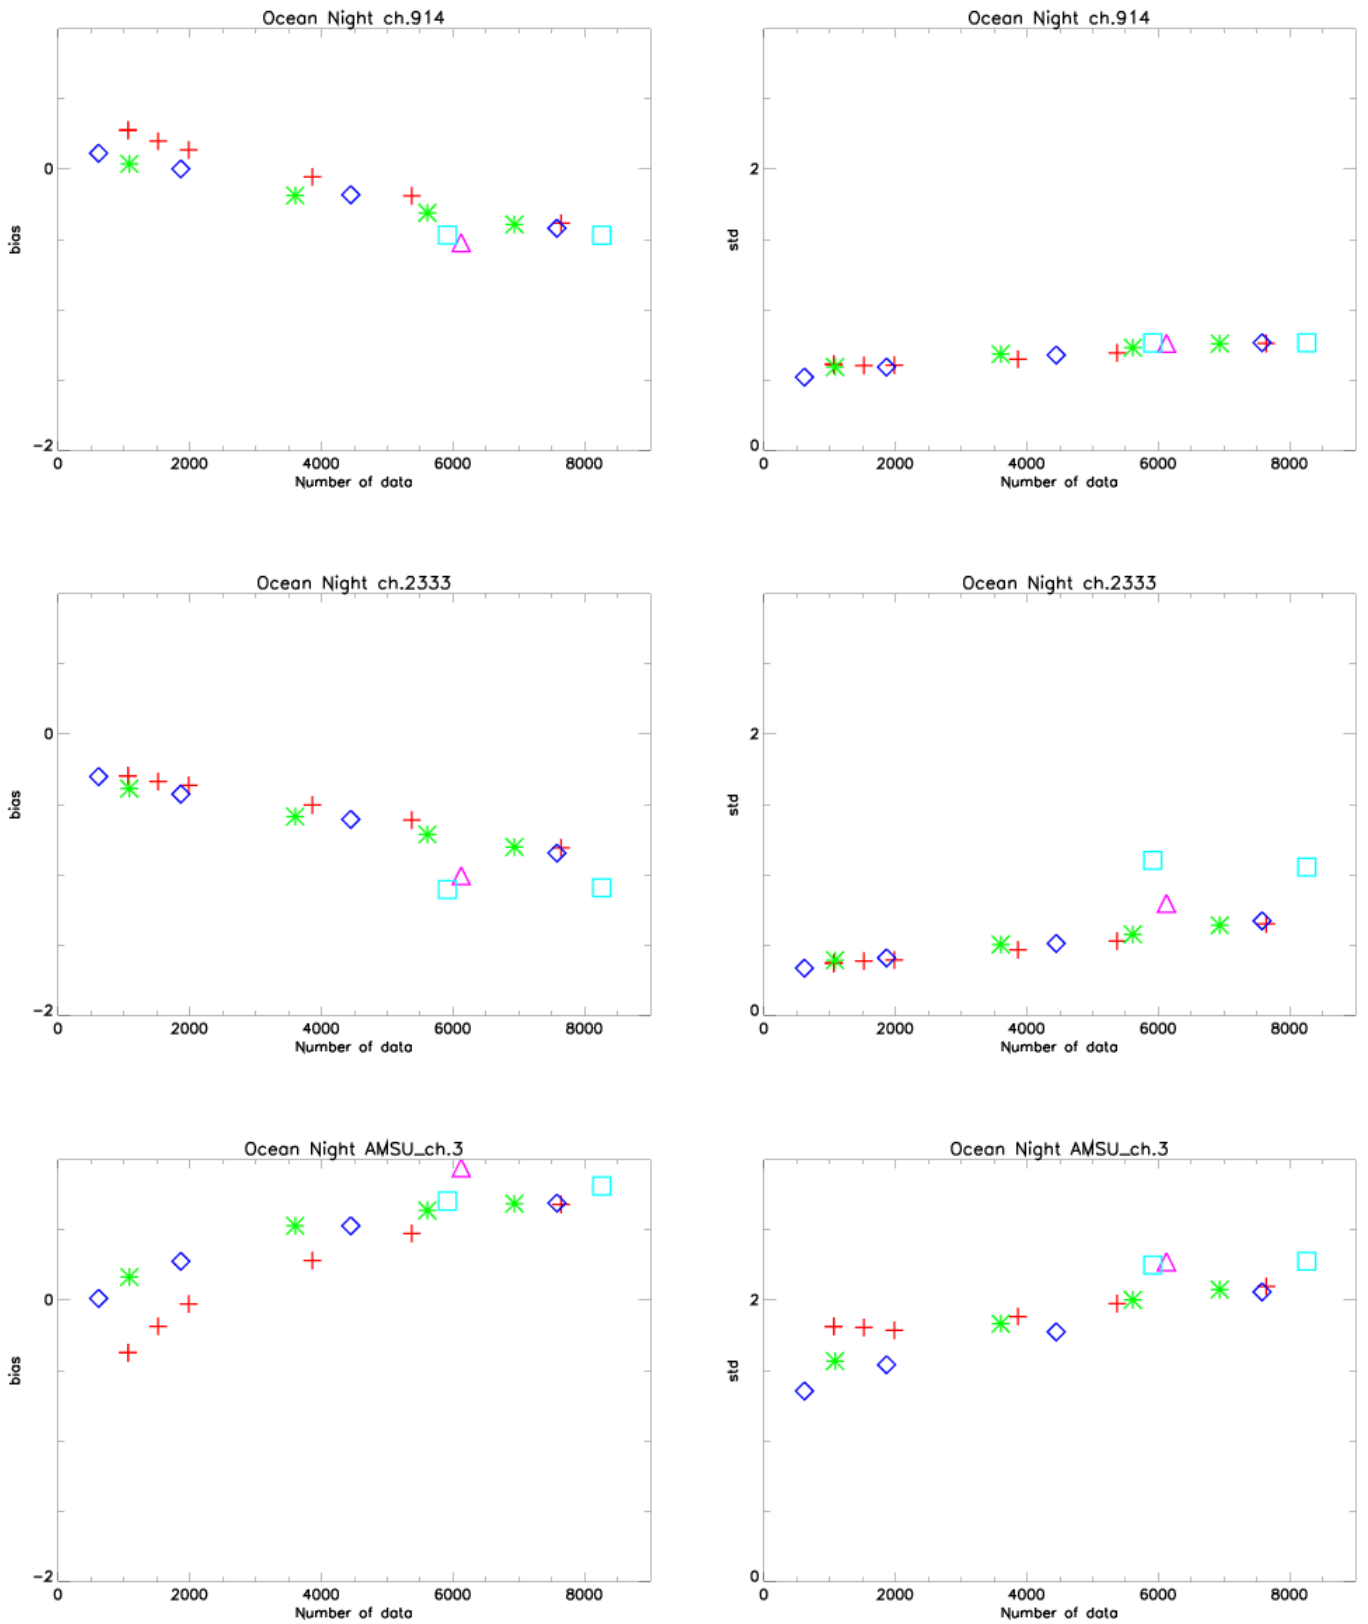 Ocean Night ch.914
0
bias
-2
0 2000 4000 6000 8000
Number of data
Ocean Night ch.914
2
std
0
0 2000 4000 6000 8000
Number of data
Ocean Night ch.2333
0
bias
-2
0 2000 4000 6000 8000
Number of data
Ocean Night ch.2333
2
std
0
0 2000 4000 6000 8000
Number of data
Ocean Night AMSU_ch.3
0
bias
-2
0 2000 4000 6000 8000
Number of data
Ocean Night AMSU_ch.3
2
std
0
0 2000 4000 6000 8000
Number of data